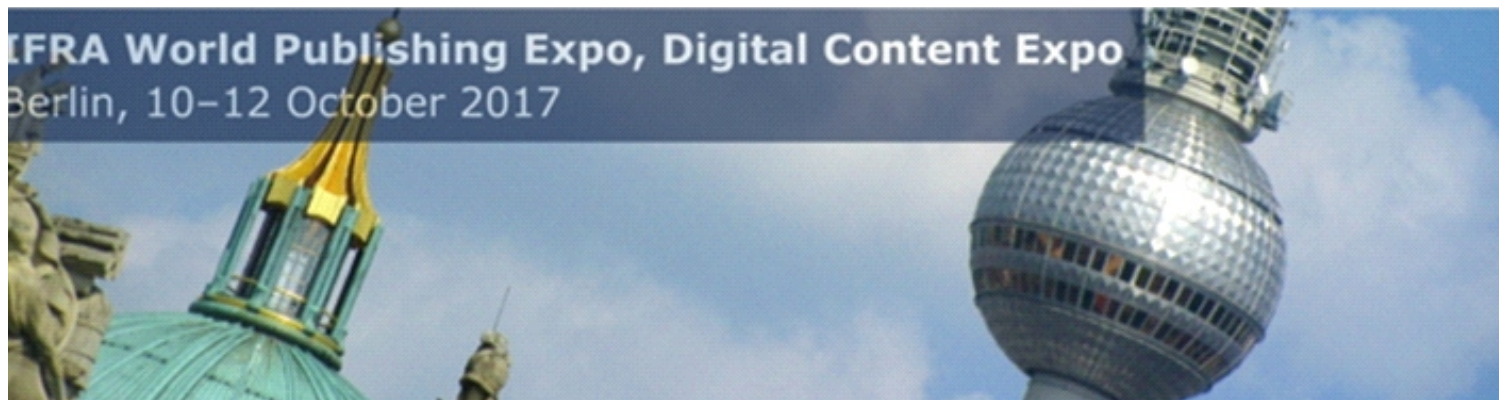 IFRA World Publishing Expo, Digital Content Expo
Berlin, 10–12 October 2017